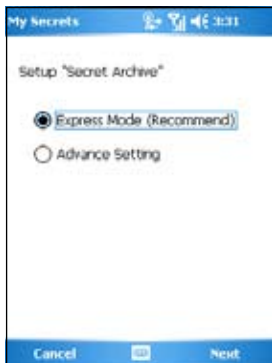 My Secrets 3:31
Setup "Secret Archive"
Express Mode (Recommend)
Advance Setting
Cancel Next